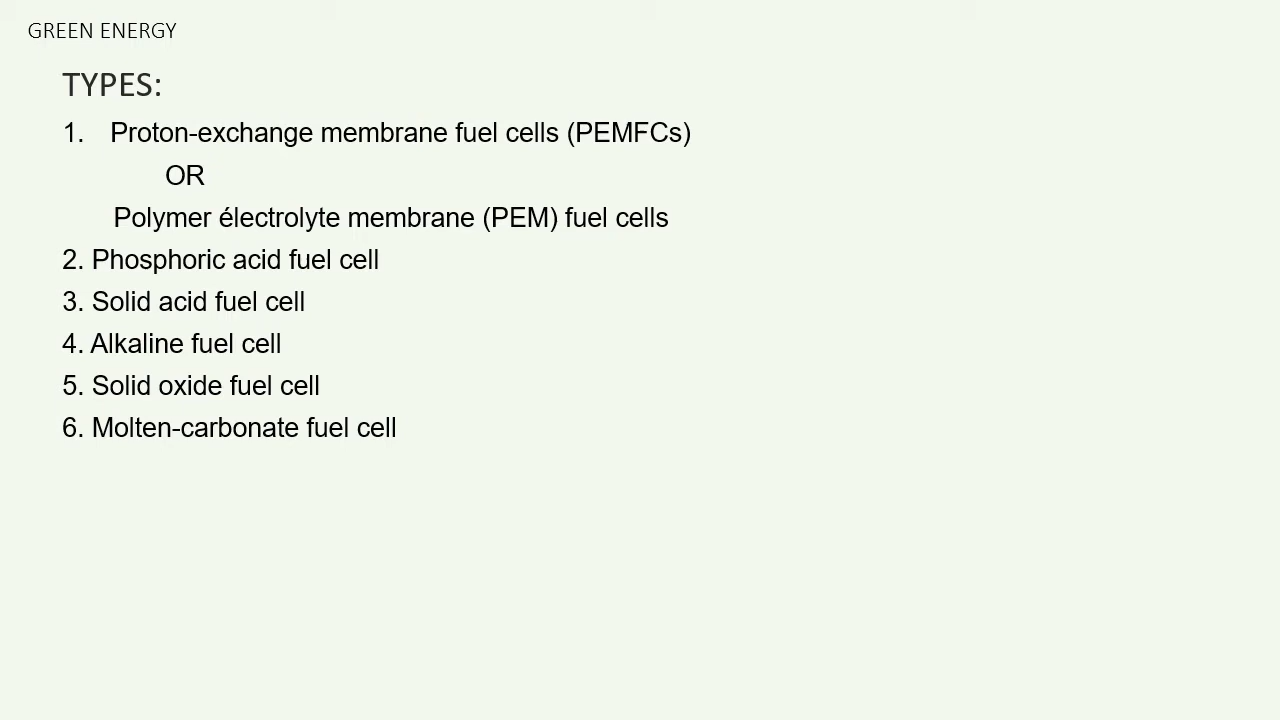 GREEN ENERGY
TYPES:
1. Proton-exchange membrane fuel cells (PEMFCs)
OR
Polymer électrolyte membrane (PEM) fuel cells
2. Phosphoric acid fuel cell
3. Solid acid fuel cell
4. Alkaline fuel cell
5. Solid oxide fuel cell
6. Molten-carbonate fuel cell